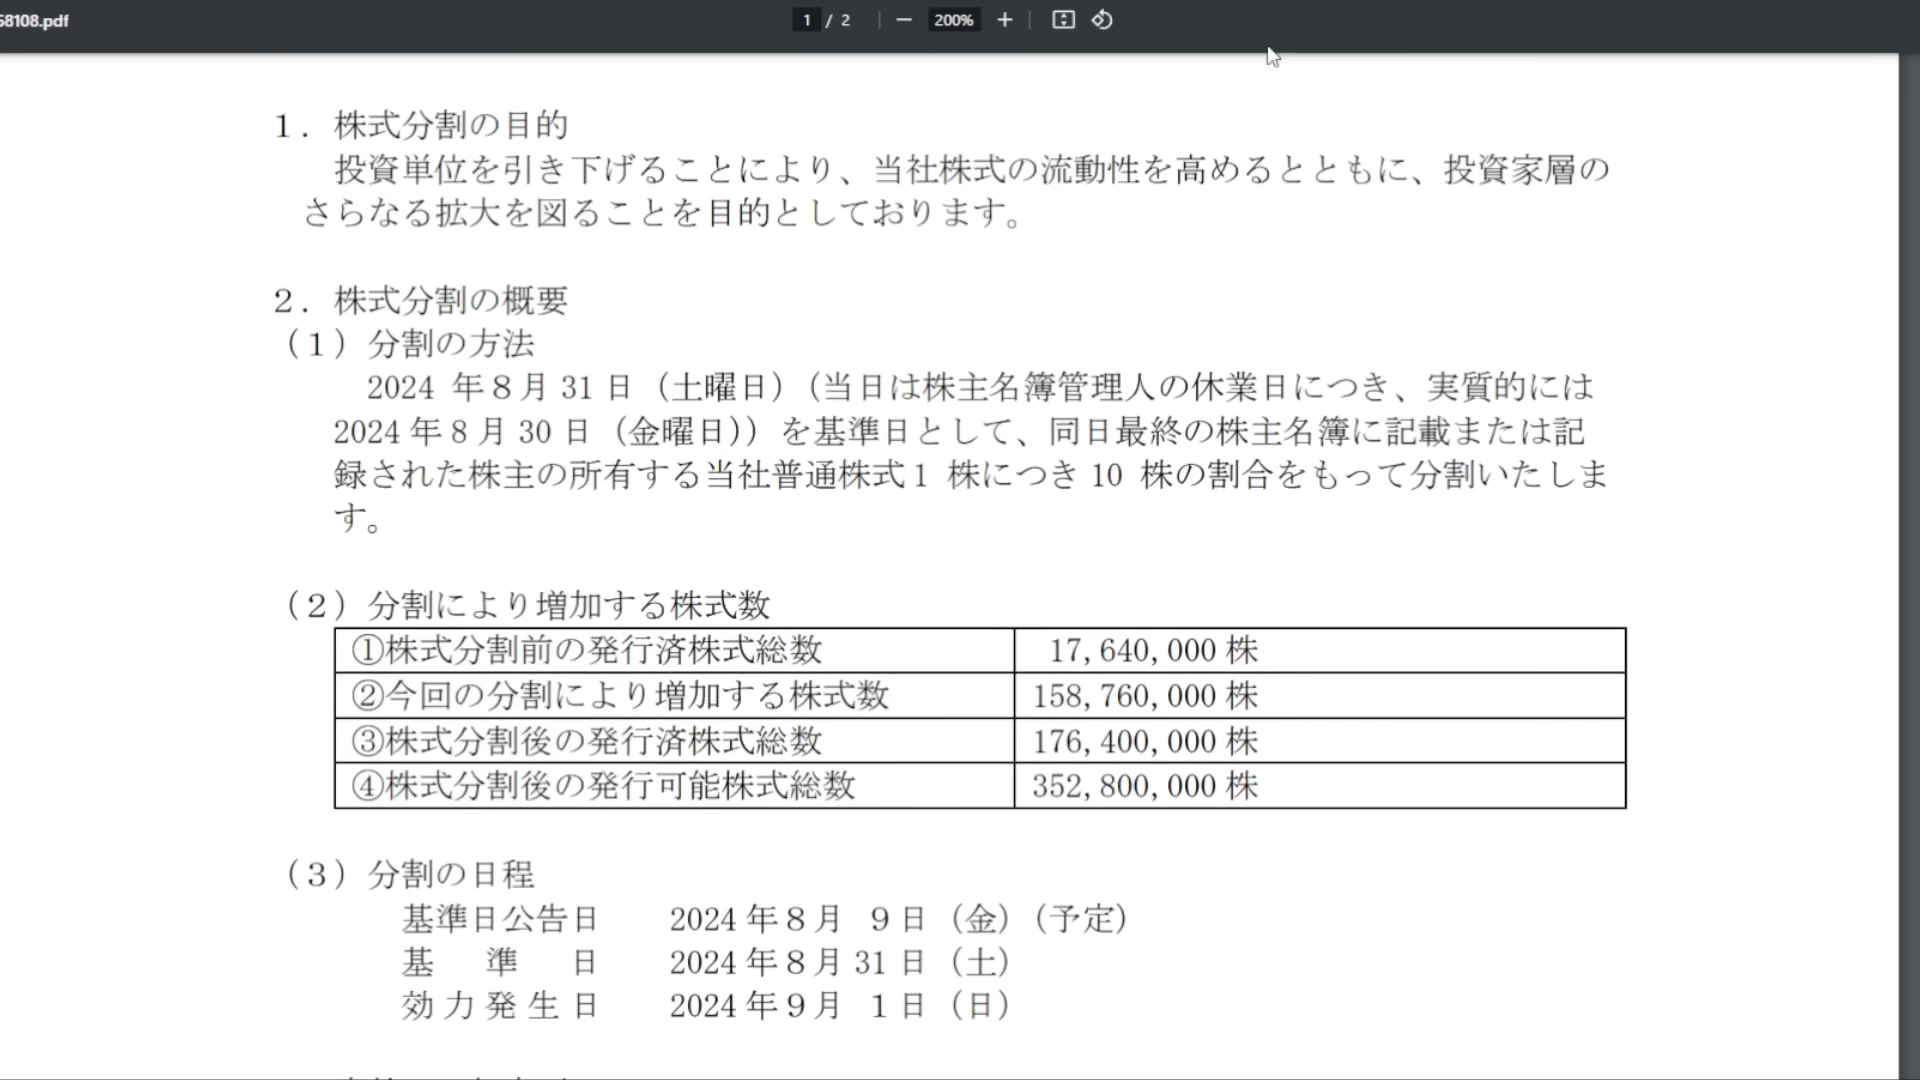 58108.pdf
1 / 2
200%
１．株式分割の目的
投資単位を引き下げることにより、当社株式の流動性を高めるとともに、投資家層の
さらなる拡大を図ることを目的としております。
２．株式分割の概要
（１）分割の方法
2024 年８月 31 日（土曜日）（当日は株主名簿管理人の休業日につき、実質的には
2024 年８月 30 日（金曜日））を基準日として、同日最終の株主名簿に記載または記
録された株主の所有する当社普通株式１ 株につき 10 株の割合をもって分割いたしま
す。
（２）分割により増加する株式数
①株式分割前の発行済株式総数 17,640,000 株
②今回の分割により増加する株式数 158,760,000 株
③株式分割後の発行済株式総数 176,400,000 株
④株式分割後の発行可能株式総数 352,800,000 株
（３）分割の日程
基準日公告日 2024 年８月 ９日（金）（予定）
基 準 日 2024 年８月 31 日（土）
効 力 発 生 日 2024 年９月 １日（日）